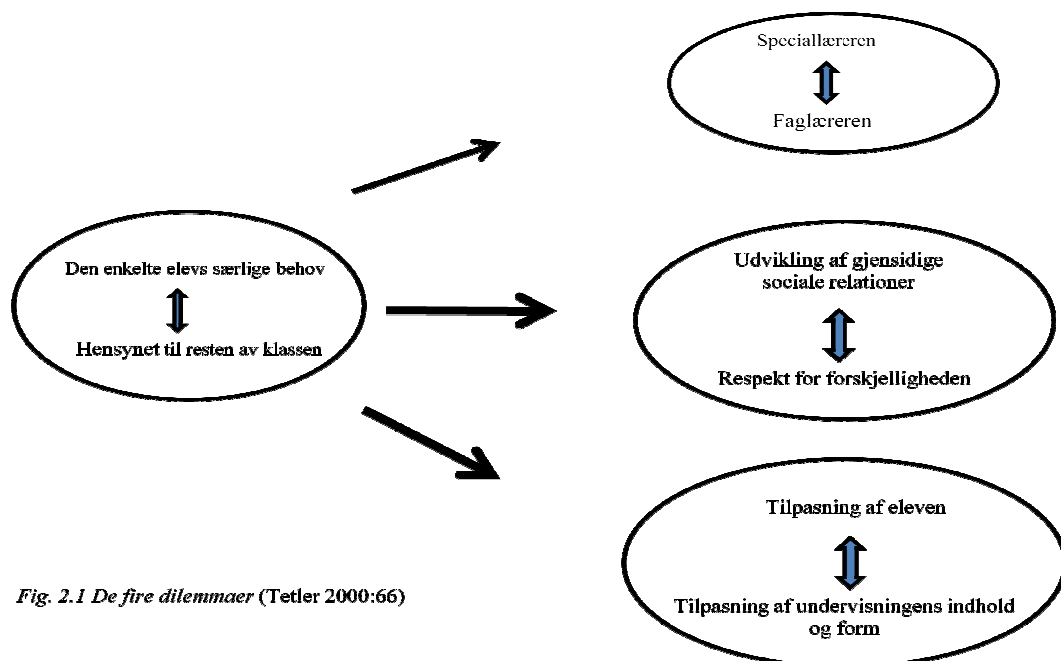 Speciallæreren
Faglæreren
Den enkelte elevs særlige behov
Hensynet til resten av klassen
Udvikling af gjensidige
sociale relationer
Respekt for forskjelligheden
Tilpasning af eleven
Tilpasning af undervisningens indhold
og form
Fig. 2.1 De fire dilemmaer (Tetler 2000:66)